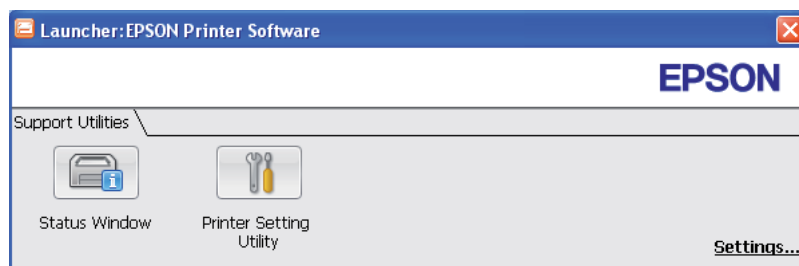 Launcher:EPSON Printer Software
EPSON
Support Utilities
Status Window
Printer Setting
Utility
Settings...